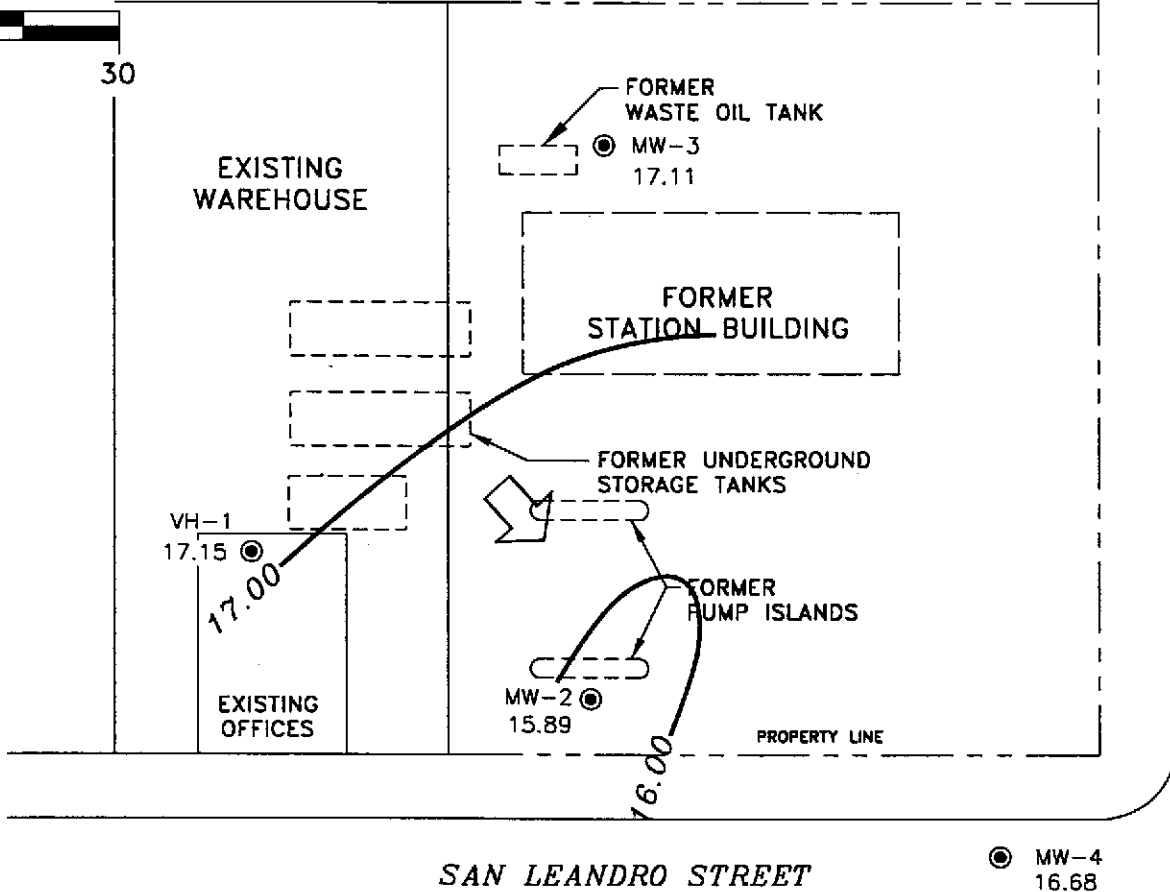 30
FORMER
WASTE OIL TANK
MW-3
17.11
EXISTING
WAREHOUSE
FORMER
STATION BUILDING
FORMER UNDERGROUND
STORAGE TANKS
VH-1
17.15
17.00
FORMER
PUMP ISLANDS
EXISTING
OFFICES
MW-2
15.89
16.00
PROPERTY LINE
SAN LEANDRO STREET
MW-4
16.68